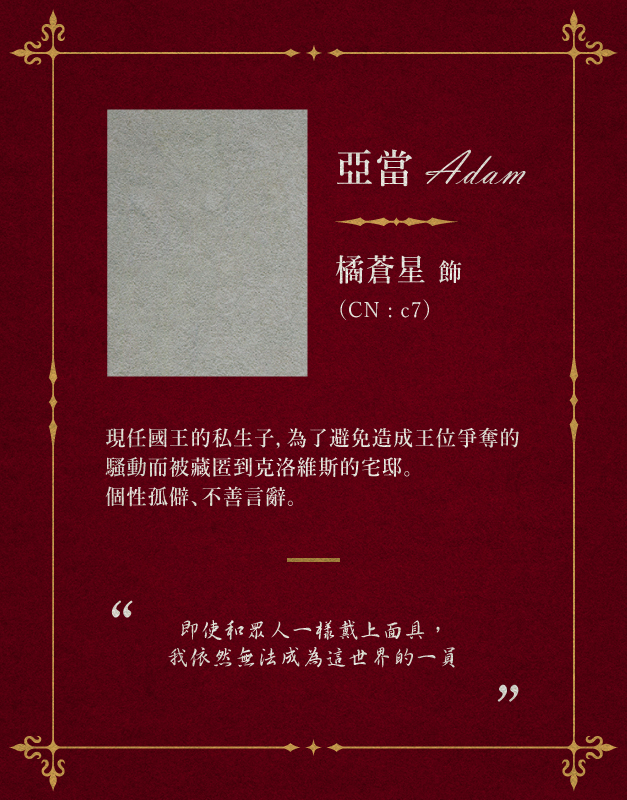 亞當 Adam
橘蒼星 飾
（CN：c7）
現任國王的私生子，為了避免造成王位爭奪的
騷動而被藏匿到克洛維斯的宅邸。
個性孤僻、不善言辭。
“
即使和眾人一樣戴上面具，
我依然無法成為這世界的一員
”